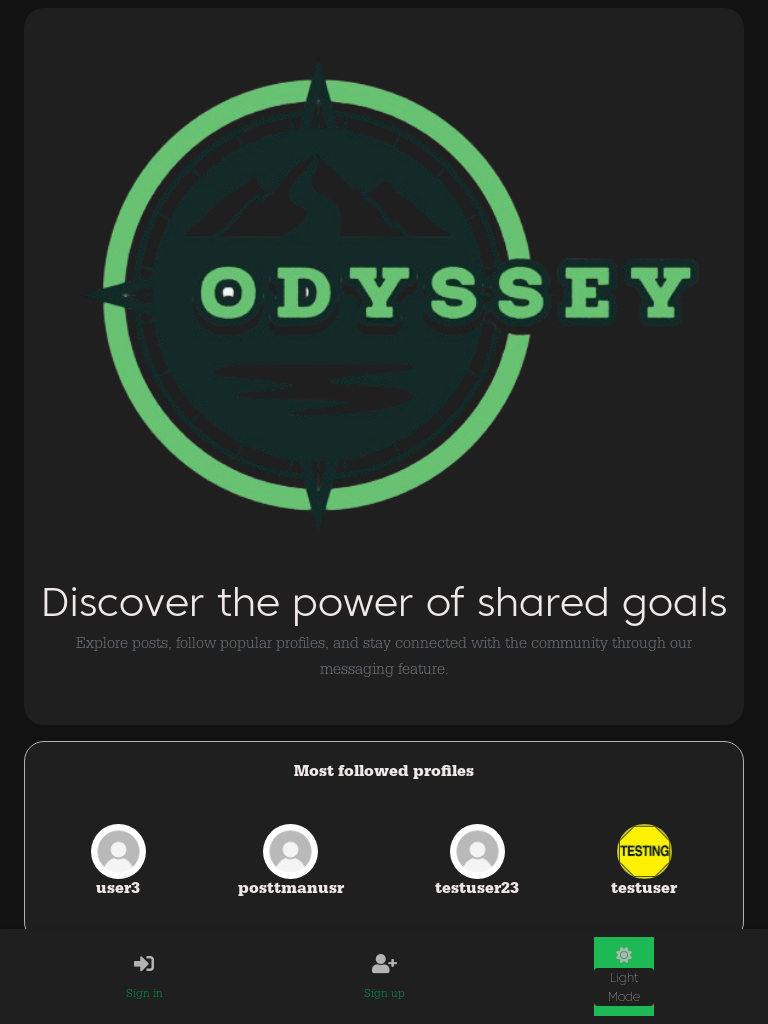 ODYSSEY
Discover the power of shared goals
Explore posts, follow popular profiles, and stay connected with the community through our
messaging feature.
Most followed profiles
TESTING
user3 posttmanusr testuser23 testuser
Sign in Sign up Light
Mode